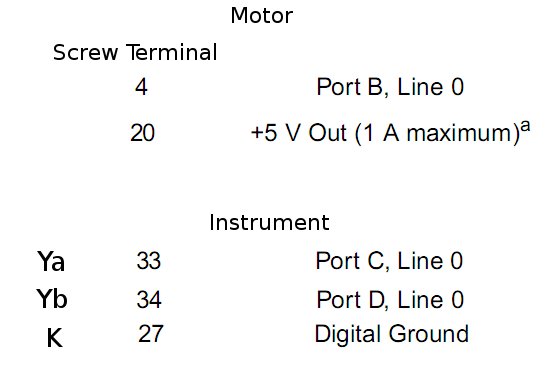 Motor
Screw Terminal
4 Port B, Line 0
20 +5 V Out (1 A maximum)a
Instrument
Ya 33 Port C, Line 0
Yb 34 Port D, Line 0
K 27 Digital Ground